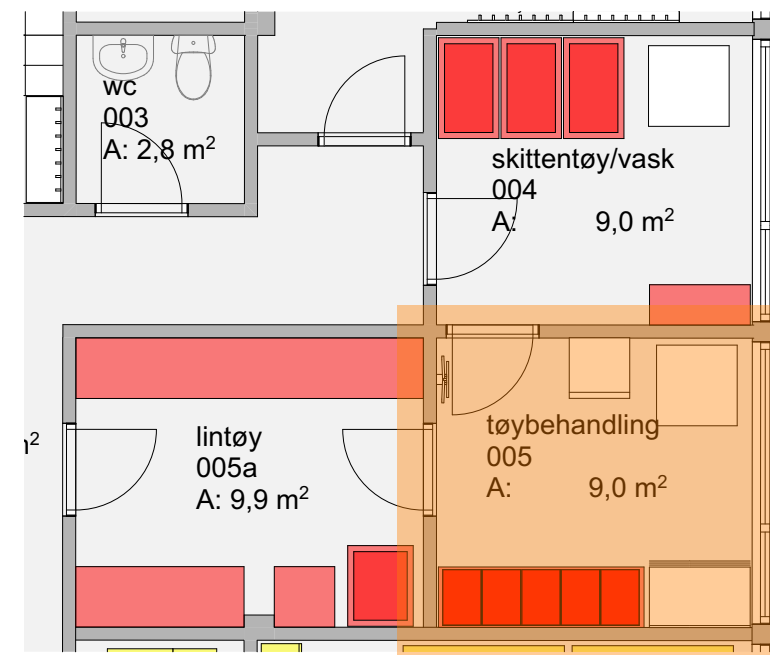 wc
003
A: 2,8 m²
skittentøy/vask
004
A: 9,0 m²
lintøy
005a
A: 9,9 m²
tøybehandling
005
A: 9,0 m²